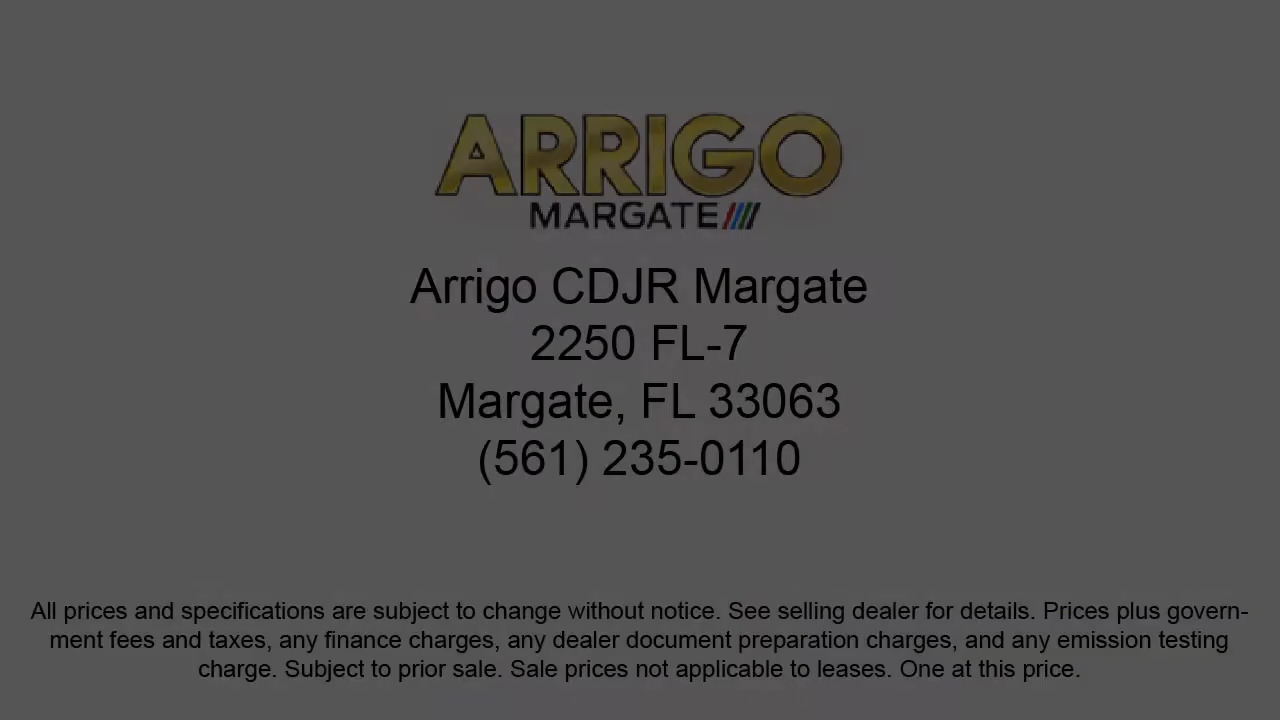 ARRIGO
MARGATE
Arrigo CDJR Margate
2250 FL-7
Margate, FL 33063
(561) 235-0110
All prices and specifications are subject to change without notice. See selling dealer for details. Prices plus govern-
ment fees and taxes, any finance charges, any dealer document preparation charges, and any emission testing
charge. Subject to prior sale. Sale prices not applicable to leases. One at this price.